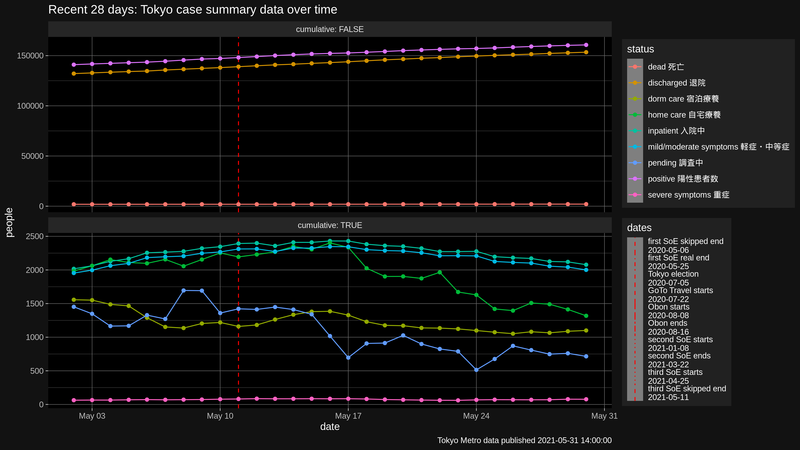 Recent 28 days: Tokyo case summary data over time
cumulative: FALSE
150000
100000
50000
0
cumulative: TRUE
2500
2000
1500
1000
500
0
people
May 03
May 10
May 17
May 24
May 31
date
Tokyo Metro data published 2021-05-31 14:00:00
status
dead 死亡
discharged 退院
dorm care 宿泊療養
home care 自宅療養
inpatient 入院中
mild/moderate symptoms 軽症・中等症
pending 調査中
positive 陽性患者数
severe symptoms 重症
dates
first SoE skipped end
2020-05-06
first SoE real end
2020-05-25
Tokyo election
2020-07-05
GoTo Travel starts
2020-07-22
Obon starts
2020-08-08
Obon ends
2020-08-16
second SoE starts
2021-01-08
second SoE ends
2021-03-22
third SoE starts
2021-04-25
third SoE skipped end
2021-05-11